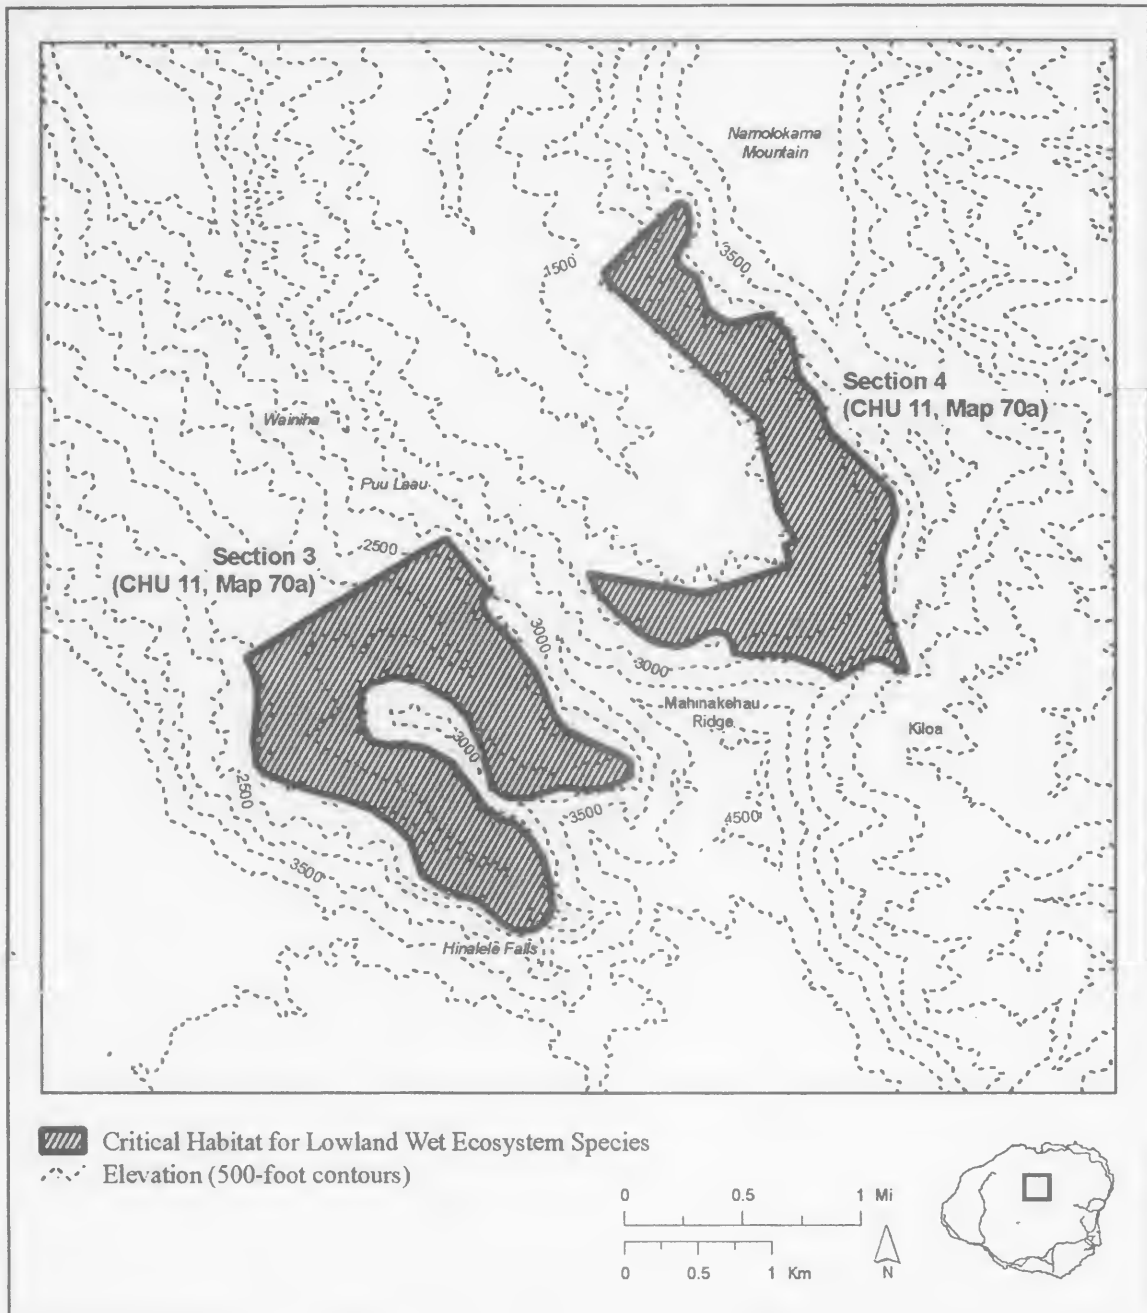 Namolokama
Mountain
3500
1500
Section 4
(CHU 11, Map 70a)
Wainiha
Puu Laau
2500
Section 3
(CHU 11, Map 70a)
3000
3000
Mahinakehau
Ridge
Kiloa
3000
2500
3500
4500
3500
Hinalele Falls
Critical Habitat for Lowland Wet Ecosystem Species
Elevation (500-foot contours)
0 0.5 1 Mi
0 0.5 1 Km
N